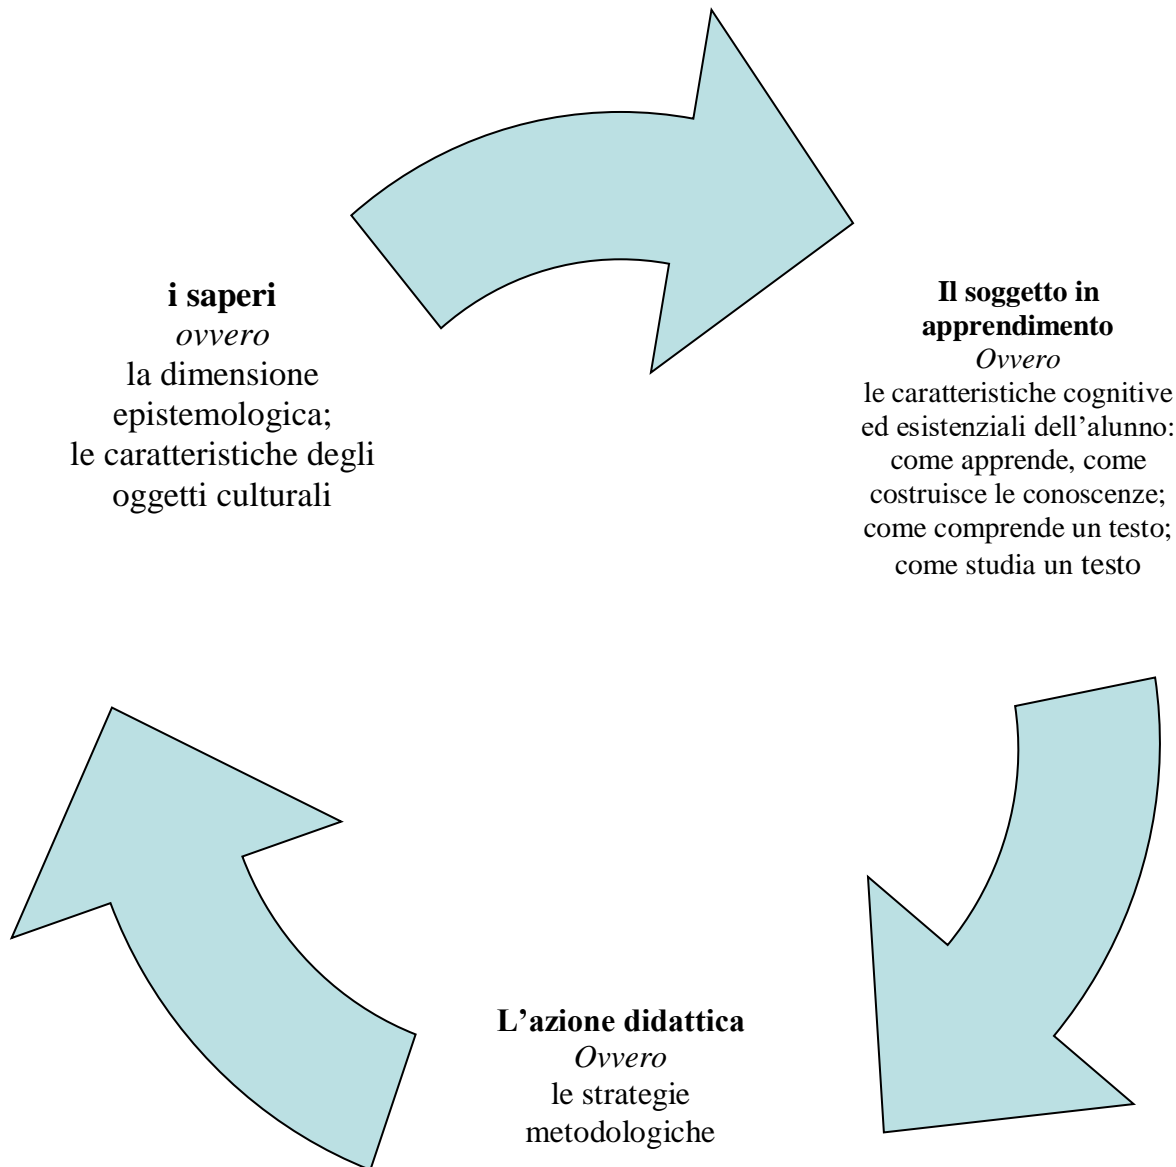 i saperi
ovvero
la dimensione
epistemologica;
le caratteristiche degli
oggetti culturali
Il soggetto in
apprendimento
Ovvero
le caratteristiche cognitive
ed esistenziali dell’alunno:
come apprende, come
costruisce le conoscenze;
come comprende un testo;
come studia un testo
L’azione didattica
Ovvero
le strategie
metodologiche